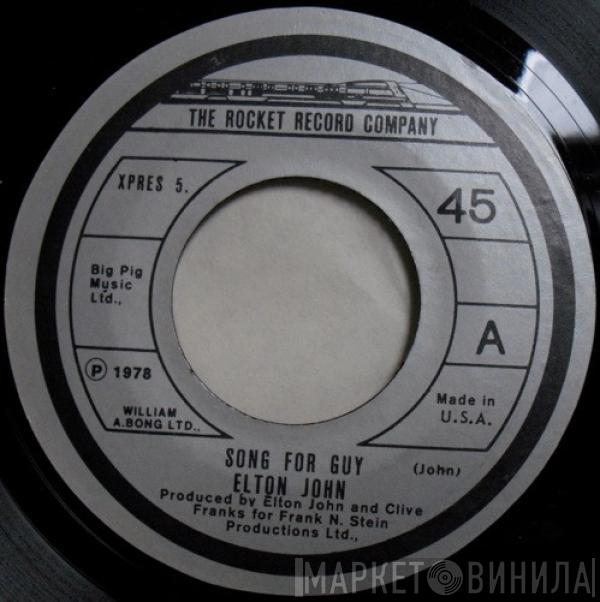 THE ROCKET RECORD COMPANY
XPRES 5.
45
Big Pig
Music
Ltd.,
A
Ⓟ 1978
Made in
U.S.A.
WILLIAM
A.BONG LTD..
SONG FOR GUY
(John)
ELTON JOHN
Produced by Elton John and Clive
Franks for Frank N. Stein
Productions Ltd.,
МАРКЕТ ВИНИЛА